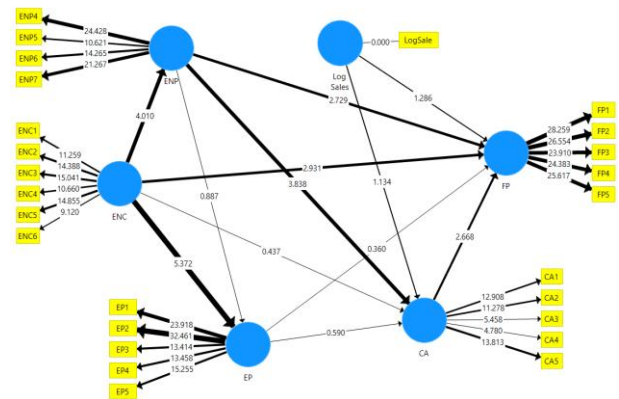 ENP4
ENP5
ENP6
ENP7
24.428
10.621
14.265
21.267
ENP
0.000
LogSale
Log
Sales
2.729
1.286
4.010
FP1
FP2
FP3
FP4
FP5
28.259
26.554
23.910
24.383
25.617
FP
ENC1
ENC2
ENC3
ENC4
ENC5
ENC6
11.259
14.388
15.041
10.660
14.855
9.120
ENC
2.931
3.838
1.134
0.887
0.437
0.360
2.668
5.372
EP1
EP2
EP3
EP4
EP5
23.918
32.461
13.414
13.458
15.255
EP
0.590
CA
12.908
11.278
5.458
4.780
13.813
CA1
CA2
CA3
CA4
CA5